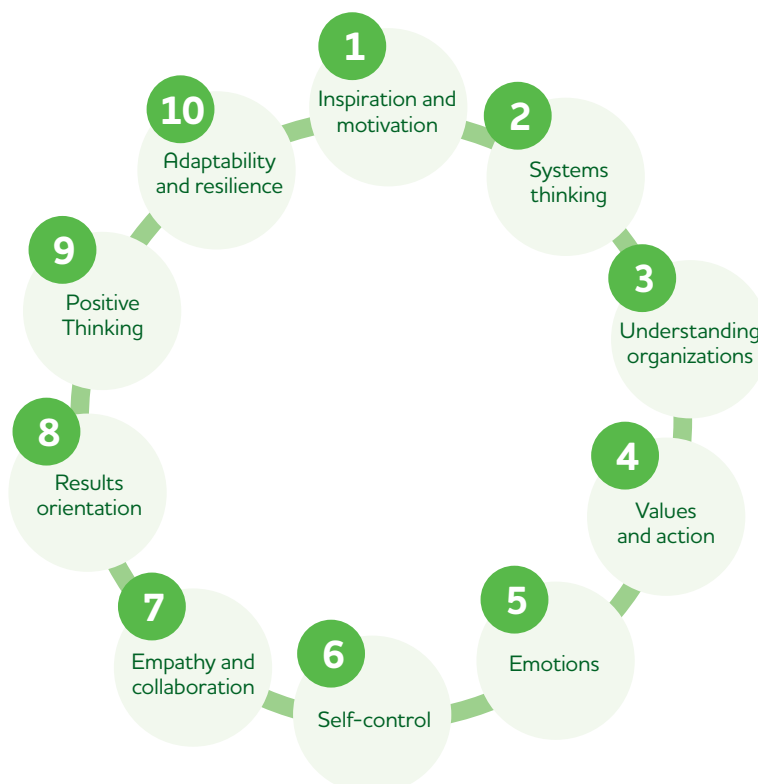 1
Inspiration and
motivation
2
Systems
thinking
3
Understanding
organizations
4
Values
and action
5
Emotions
6
Self-control
7
Empathy and
collaboration
8
Results
orientation
9
Positive
Thinking
10
Adaptability
and resilience